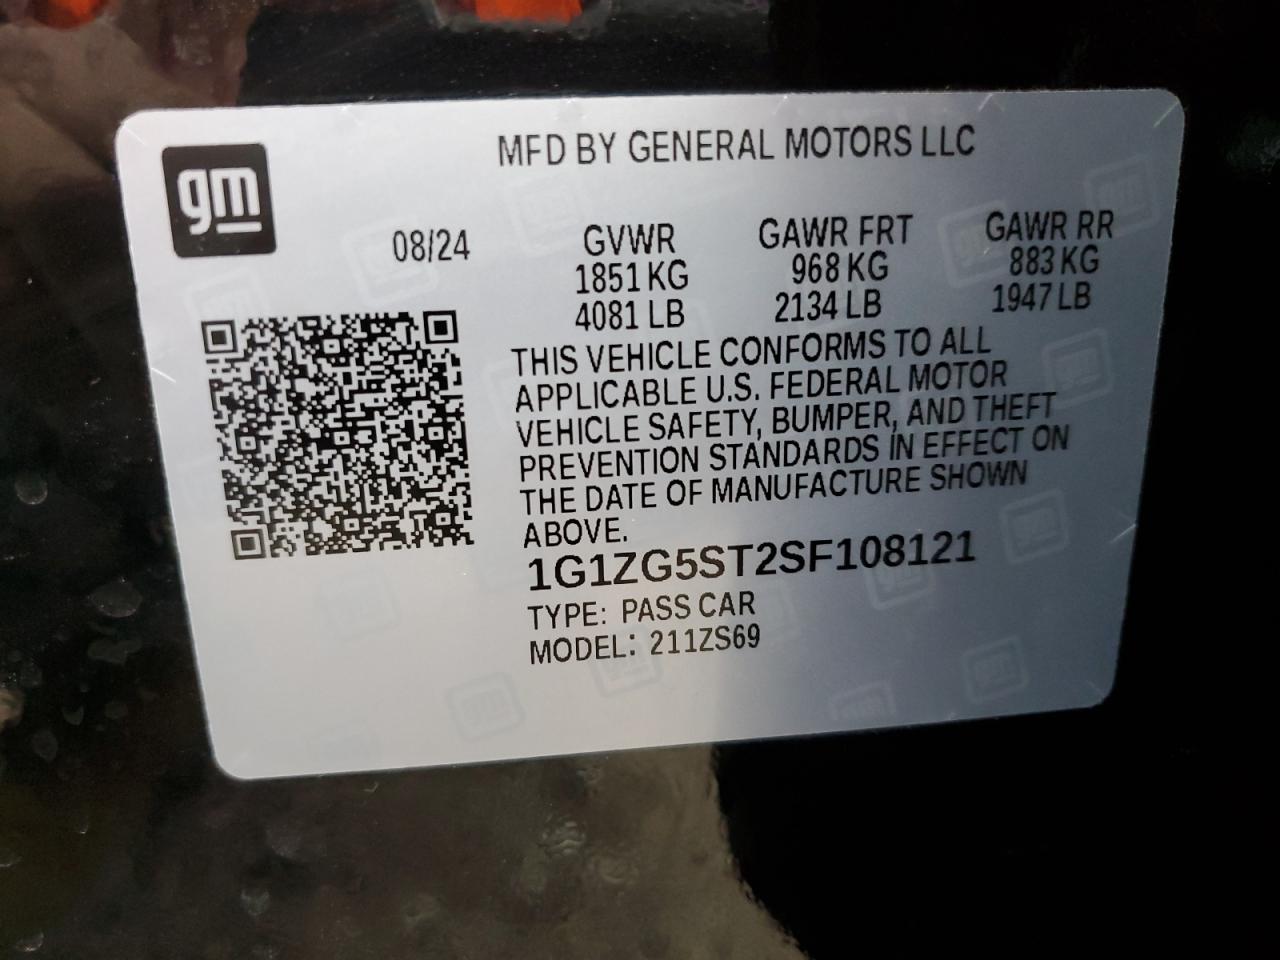 gm
MFD BY GENERAL MOTORS LLC
08/24 GVWR GAWR FRT GAWR RR
1851 KG 968 KG 883 KG
4081 LB 2134 LB 1947 LB
THIS VEHICLE CONFORMS TO ALL
APPLICABLE U.S. FEDERAL MOTOR
VEHICLE SAFETY, BUMPER, AND THEFT
PREVENTION STANDARDS IN EFFECT ON
THE DATE OF MANUFACTURE SHOWN
ABOVE.
1G1ZG5ST2SF108121
TYPE: PASS CAR
MODEL: 211ZS69